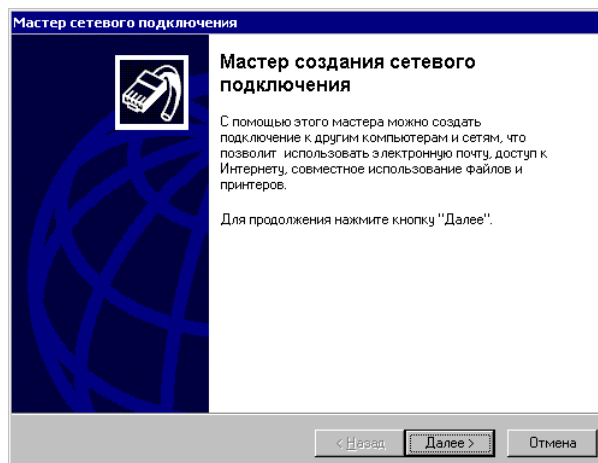 Мастер сетевого подключения
Мастер создания сетевого
подключения
С помощью этого мастера можно создать
подключение к другим компьютерам и сетям, что
позволит использовать электронную почту, доступ к
Интернету, совместное использование файлов и
принтеров.
Для продолжения нажмите кнопку "Далее".
< Назад Далее > Отмена